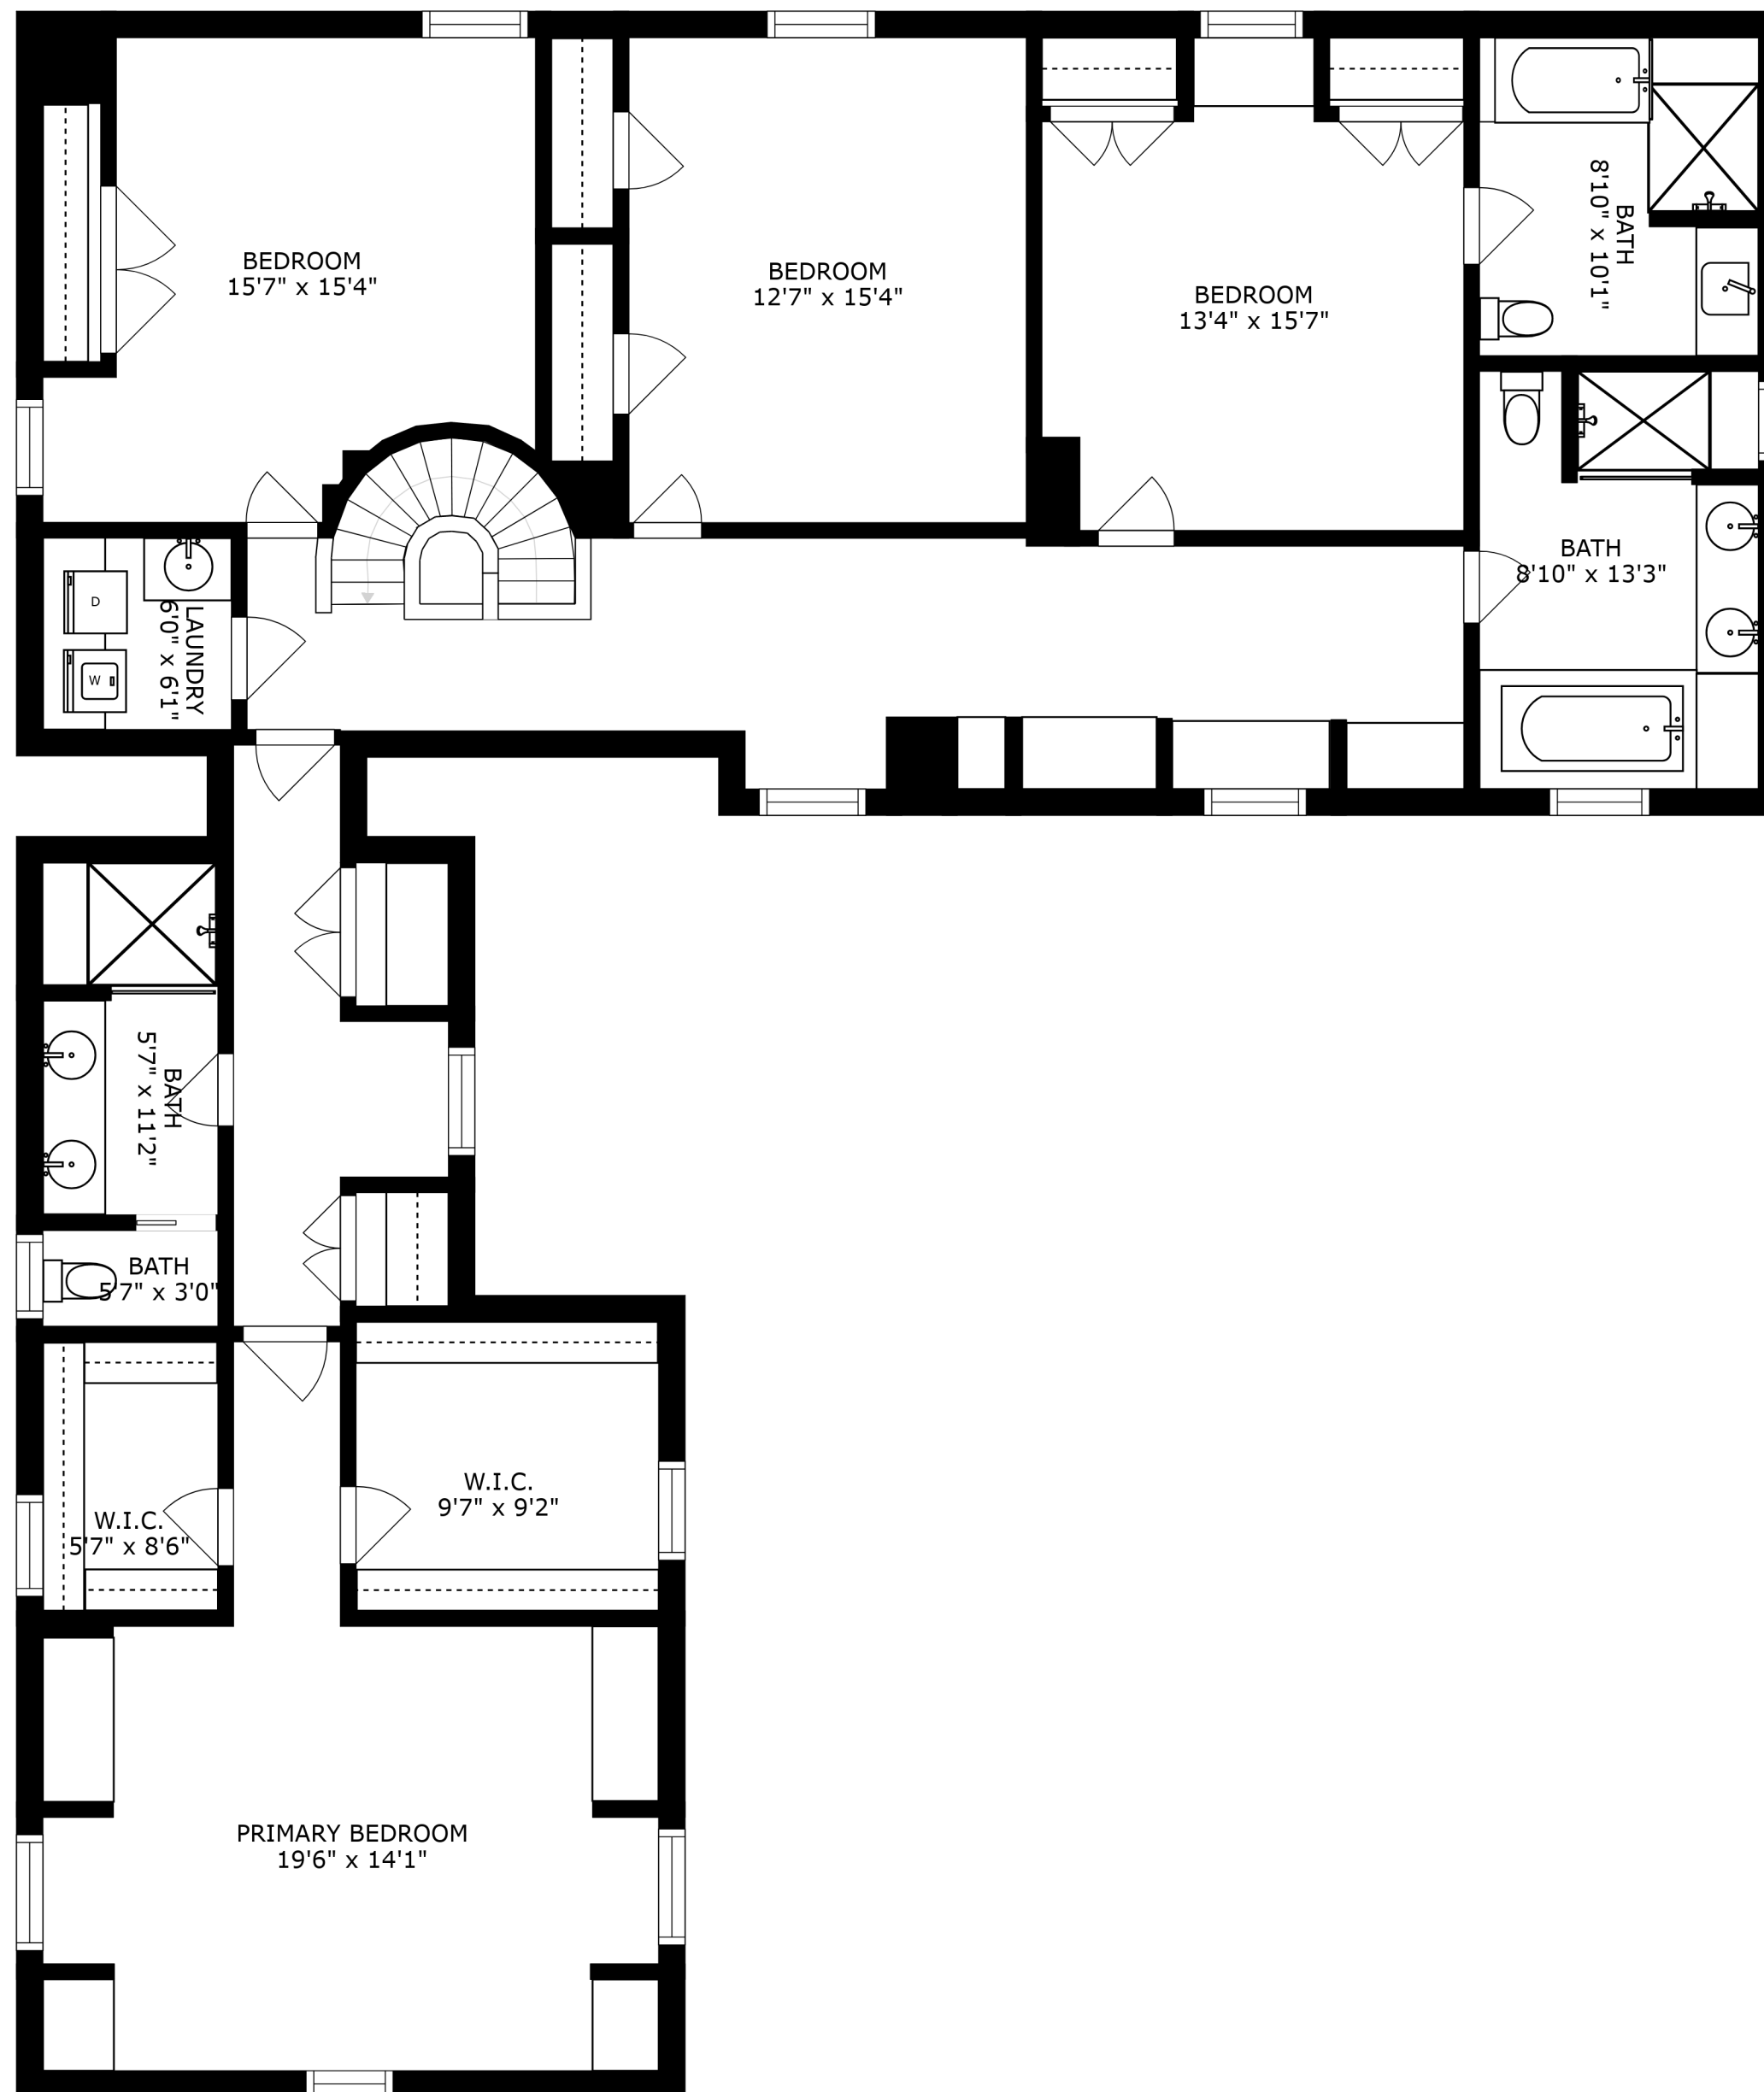 BEDROOM
15'7" x 15'4"
BEDROOM
12'7" x 15'4"
BEDROOM
13'4" x 15'7"
BATH
8'10" x 10'1"
BATH
8'10" x 13'3"
D
W
LAUNDRY
6'0" x 6'1"
BATH
5'7" x 11'2"
BATH
5'7" x 3'0"
W.I.C.
9'7" x 9'2"
W.I.C.
5'7" x 8'6"
PRIMARY BEDROOM
19'6" x 14'1"